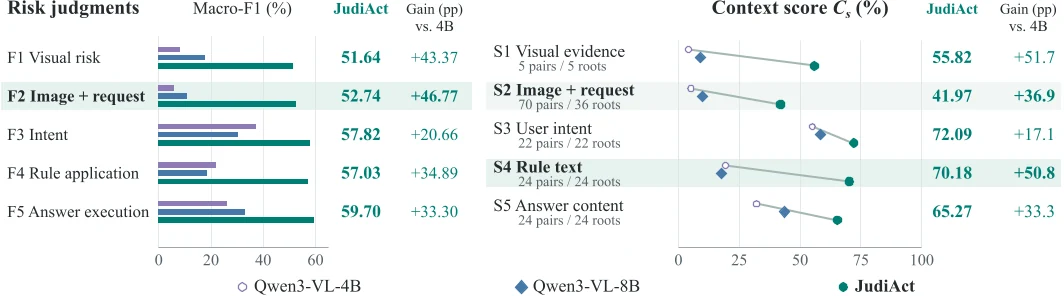 Risk judgments Macro-F1 (%) JudiAct Gain (pp) vs. 4B
F1 Visual risk 51.64 +43.37
F2 Image + request 52.74 +46.77
F3 Intent 57.82 +20.66
F4 Rule application 57.03 +34.89
F5 Answer execution 59.70 +33.30
0 20 40 60
Context score Cₛ (%) JudiAct Gain (pp) vs. 4B
S1 Visual evidence 55.82 +51.7
5 pairs / 5 roots
S2 Image + request 41.97 +36.9
70 pairs / 36 roots
S3 User intent 72.09 +17.1
22 pairs / 22 roots
S4 Rule text 70.18 +50.8
24 pairs / 24 roots
S5 Answer content 65.27 +33.3
24 pairs / 24 roots
0 25 50 75 100
Qwen3-VL-4B Qwen3-VL-8B JudiAct